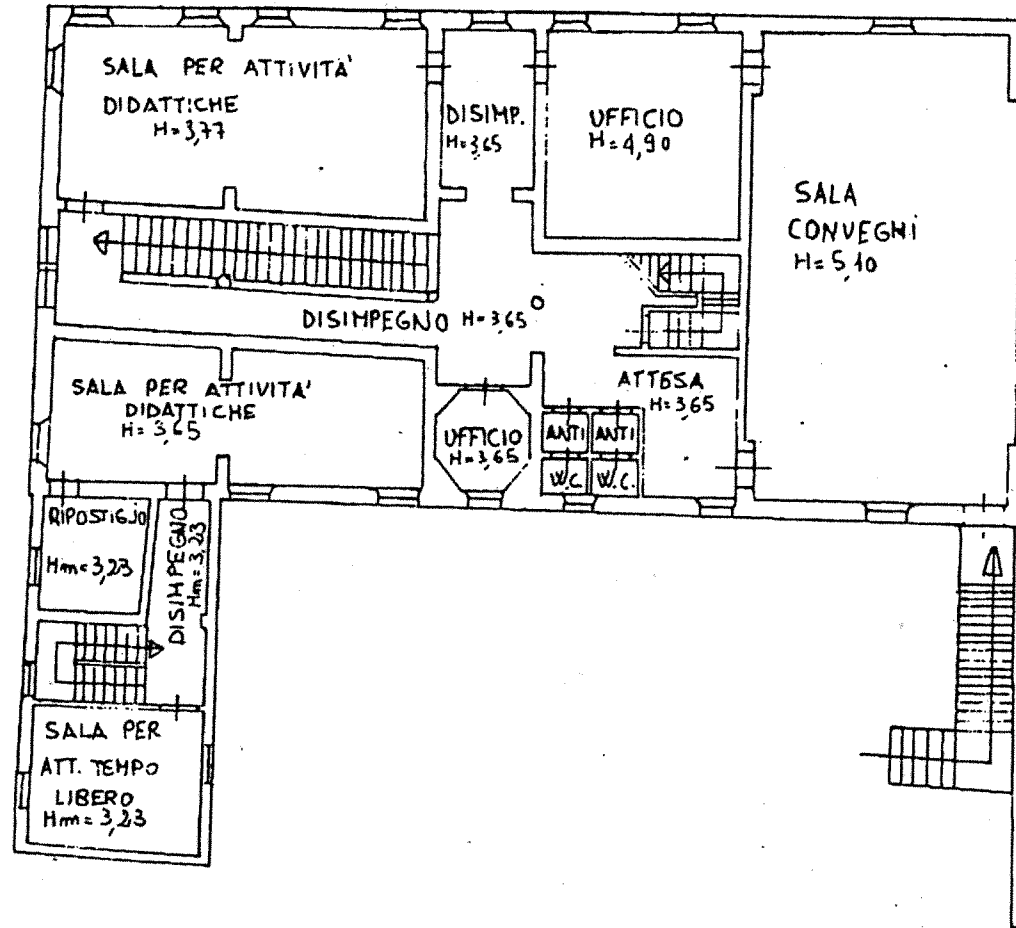 SALA PER ATTIVITA'
DIDATTICHE
H=3,77
DISIMP.
H=3,65
UFFICIO
H=4,90
SALA
CONVEGNI
H=5,10
DISIMPEGNO H=3,65
SALA PER ATTIVITA'
DIDATTICHE
H=3,65
UFFICIO
H=3,65
ATTESA
H=3,65
ANTI
ANTI
W.C.
W.C.
RIPOSTIGLIO
Hm=3,23
DISIMPEGNO
Hm=3,23
SALA PER
ATT. TEMPO
LIBERO
Hm=3,23